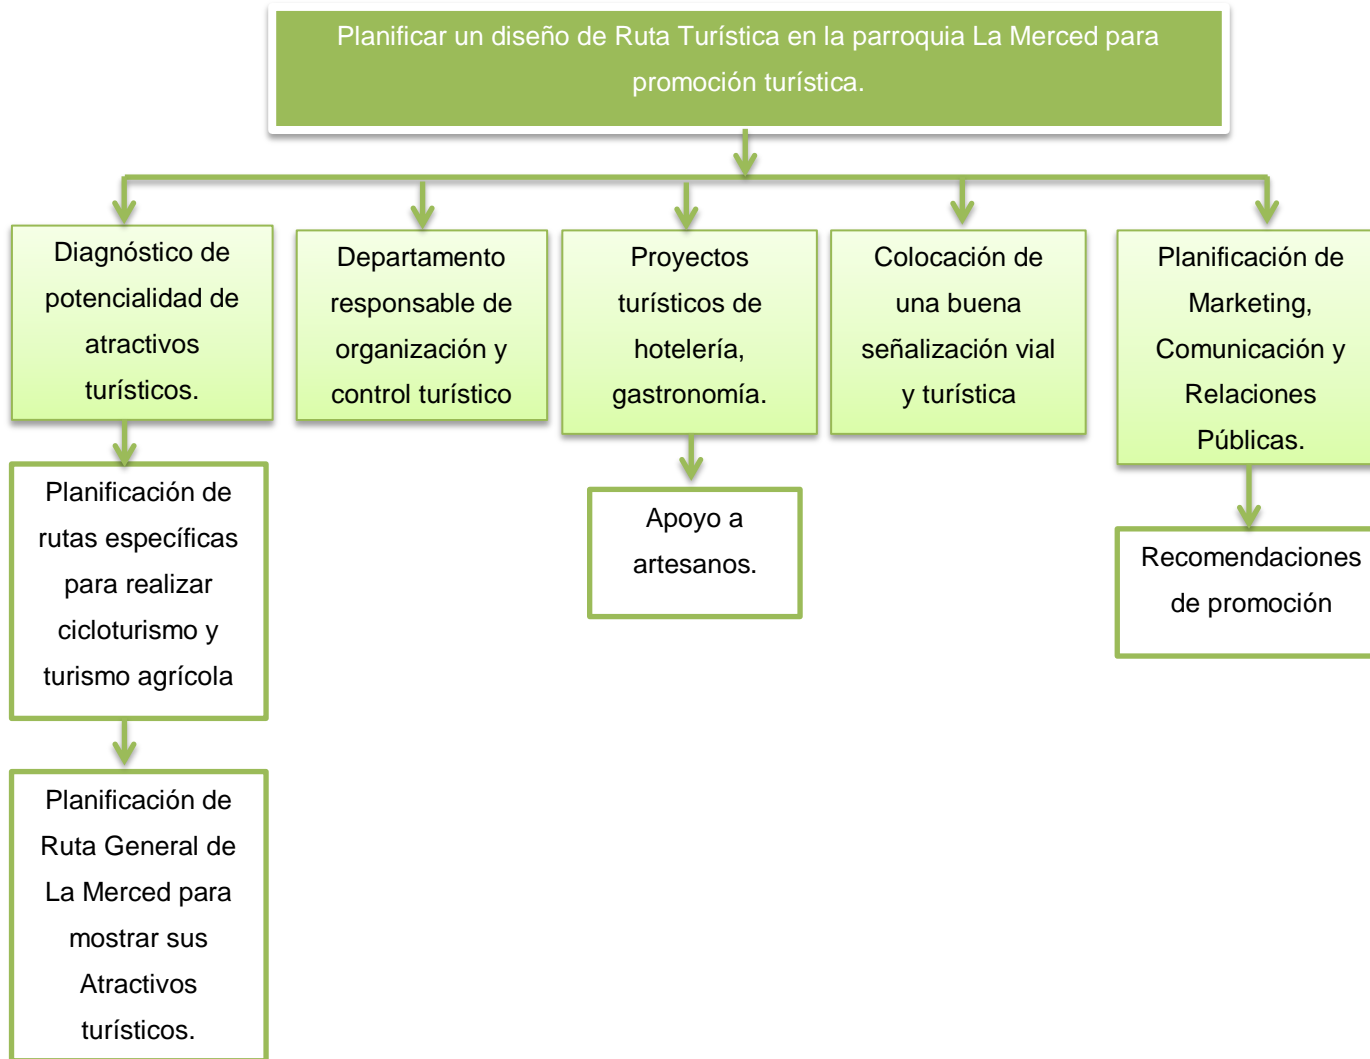 Planificar un diseño de Ruta Turística en la parroquia La Merced para
promoción turística.
Diagnóstico de
potencialidad de
atractivos
turísticos.
Departamento
responsable de
organización y
control turístico
Proyectos
turísticos de
hotelería,
gastronomía.
Colocación de
una buena
señalización vial
y turística
Planificación de
Marketing,
Comunicación y
Relaciones
Públicas.
Planificación de
rutas específicas
para realizar
cicloturismo y
turismo agrícola
Apoyo a
artesanos.
Recomendaciones
de promoción
Planificación de
Ruta General de
La Merced para
mostrar sus
Atractivos
turísticos.